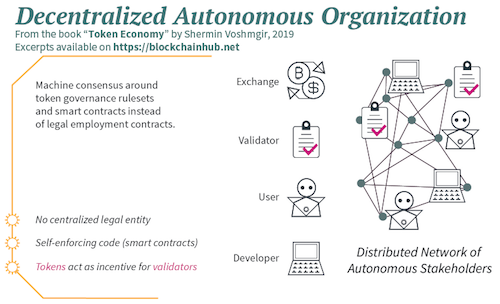 Decentralized Autonomous Organization
From the book “Token Economy” by Shermin Voshmgir, 2019
Excerpts available on https://blockchainhub.net
Machine consensus around
token governance rulesets
and smart contracts instead
of legal employment contracts.
No centralized legal entity
Self-enforcing code (smart contracts)
Tokens act as incentive for validators
Exchange
Validator
User
Developer
Distributed Network of
Autonomous Stakeholders